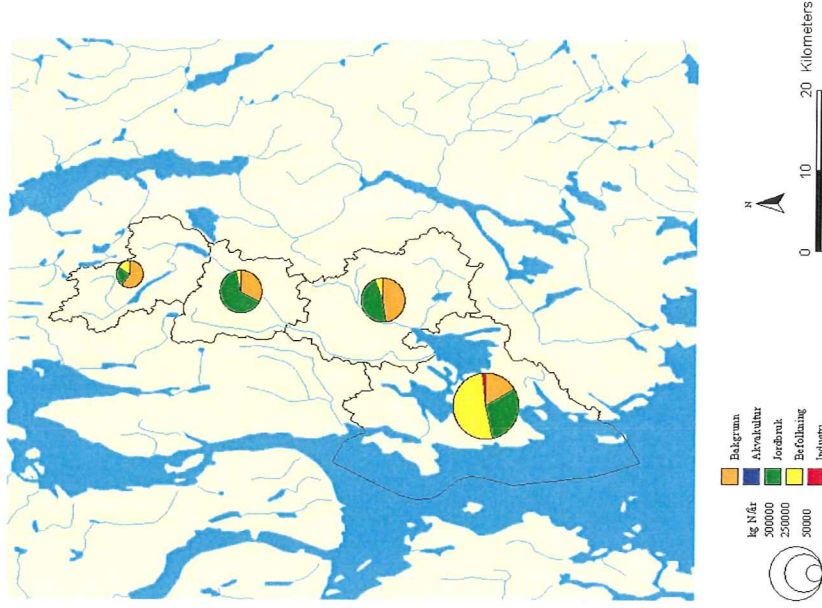 N
0 10 20 Kilometers
kg N/år
500000
250000
50000
Bakgrunn
Akvakultur
Jordbruk
Befolkning